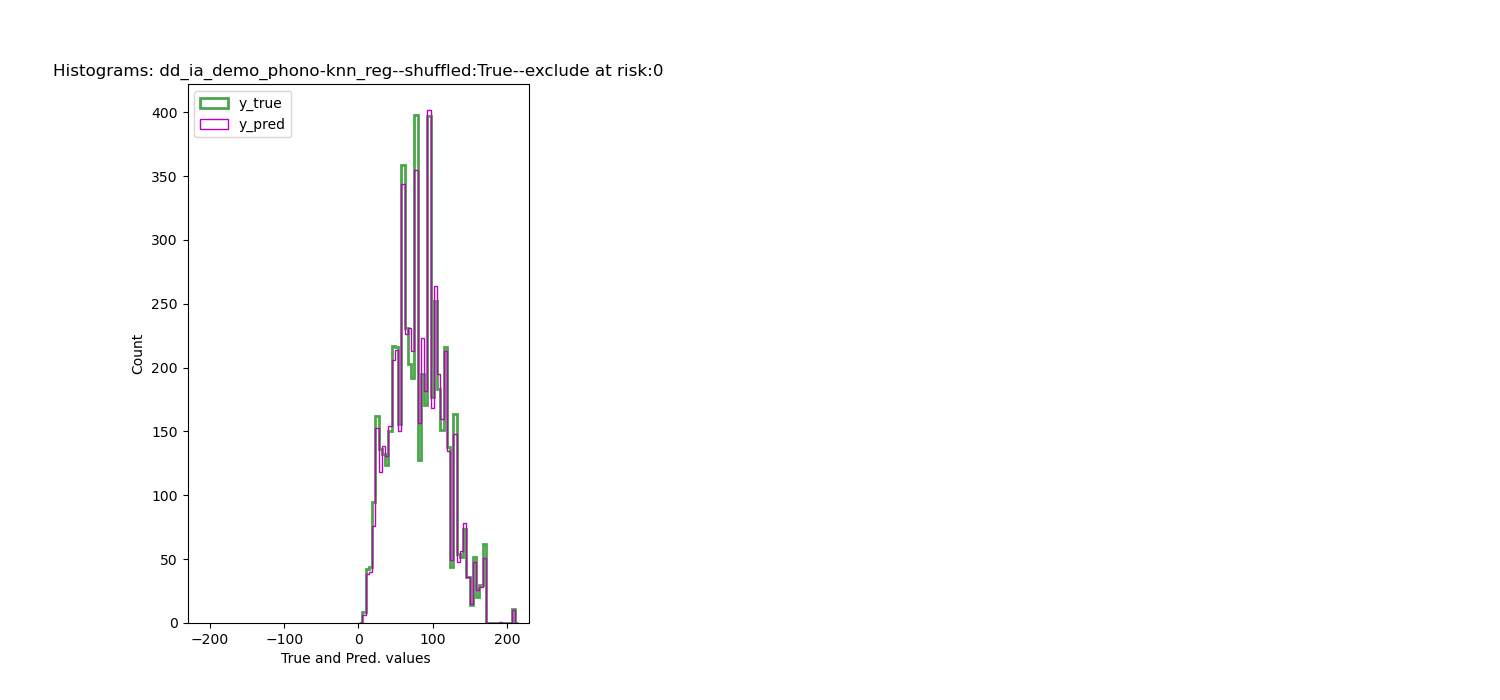 Histograms: dd_ia_demo_phono-knn_reg--shuffled:True--exclude at risk:0
y_true
y_pred
400
350
300
250
200
150
100
50
0
Count
−200 −100 0 100 200
True and Pred. values